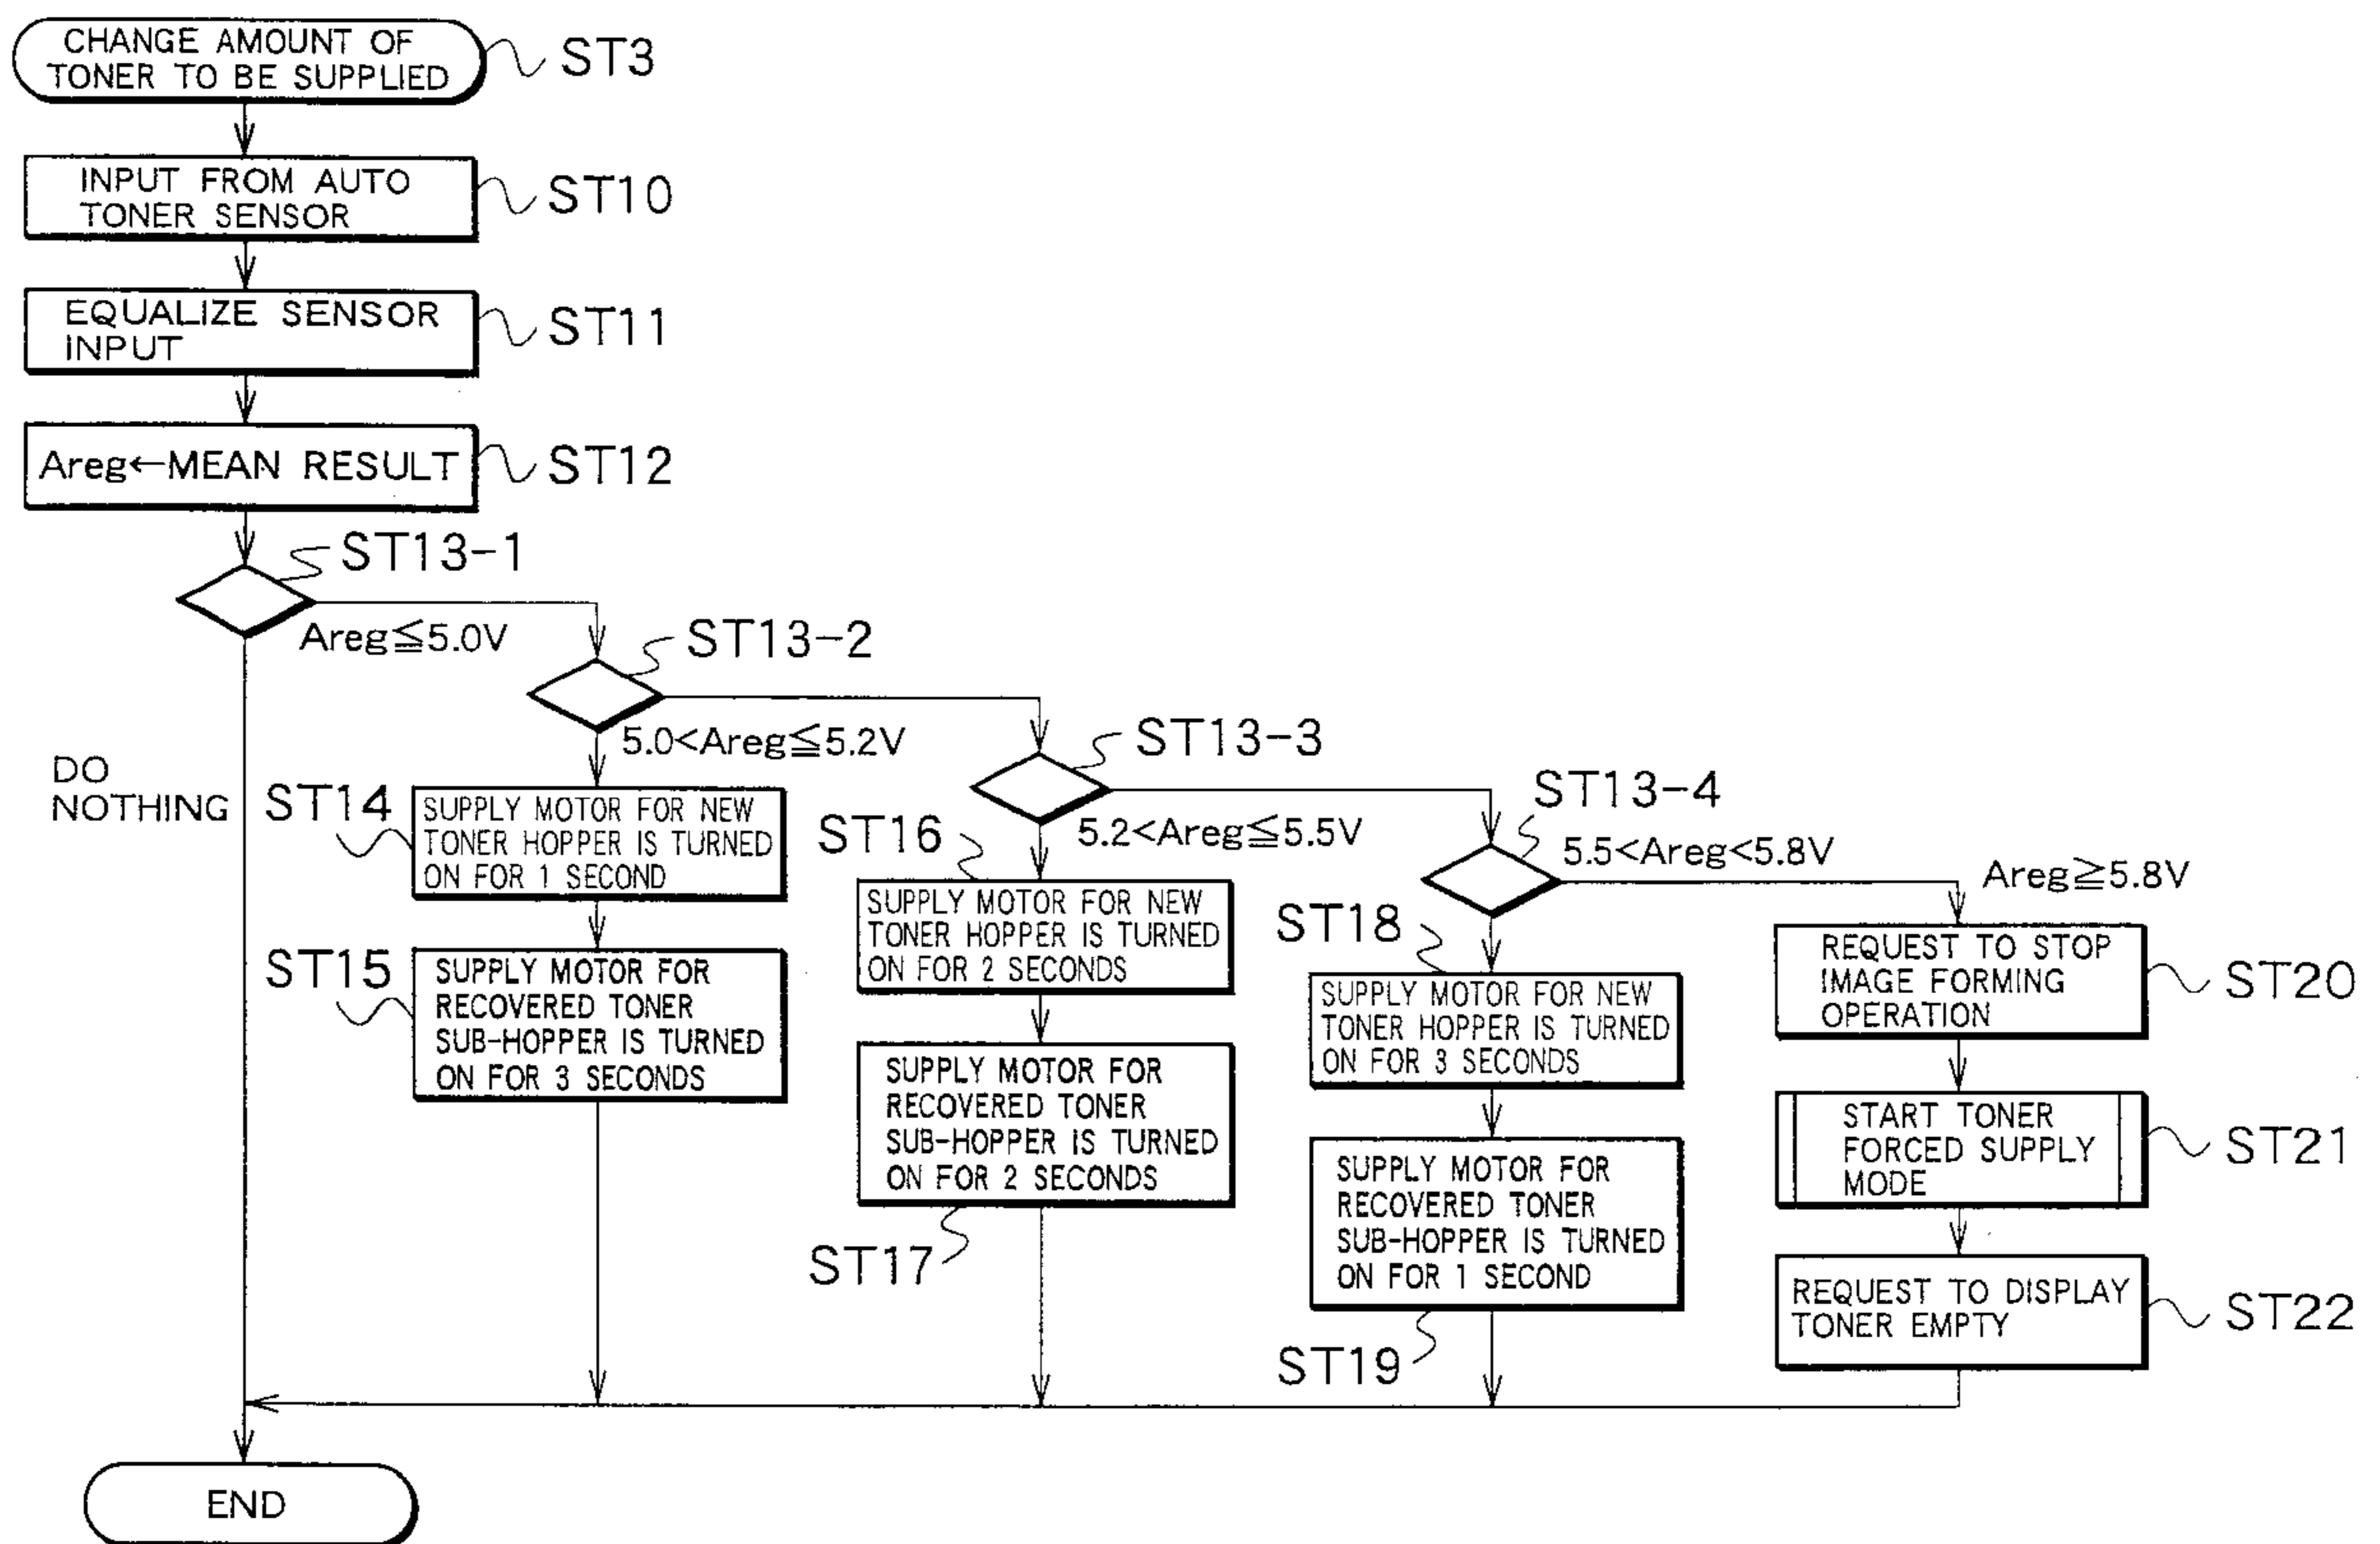 CHANGE AMOUNT OF
TONER TO BE SUPPLIED
ST3
INPUT FROM AUTO
TONER SENSOR
ST10
EQUALIZE SENSOR
INPUT
ST11
Areg←MEAN RESULT
ST12
ST13-1
Areg≦5.0V
DO
NOTHING
ST13-2
5.0<Areg≦5.2V
ST14
SUPPLY MOTOR FOR NEW
TONER HOPPER IS TURNED
ON FOR 1 SECOND
ST15
SUPPLY MOTOR FOR
RECOVERED TONER
SUB-HOPPER IS TURNED
ON FOR 3 SECONDS
ST13-3
5.2<Areg≦5.5V
ST16
SUPPLY MOTOR FOR NEW
TONER HOPPER IS TURNED
ON FOR 2 SECONDS
SUPPLY MOTOR FOR
RECOVERED TONER
SUB-HOPPER IS TURNED
ON FOR 2 SECONDS
ST17
ST13-4
5.5<Areg<5.8V
ST18
SUPPLY MOTOR FOR NEW
TONER HOPPER IS TURNED
ON FOR 3 SECONDS
SUPPLY MOTOR FOR
RECOVERED TONER
SUB-HOPPER IS TURNED
ON FOR 1 SECOND
ST19
Areg≧5.8V
REQUEST TO STOP
IMAGE FORMING
OPERATION
ST20
START TONER
FORCED SUPPLY
MODE
ST21
REQUEST TO DISPLAY
TONER EMPTY
ST22
END